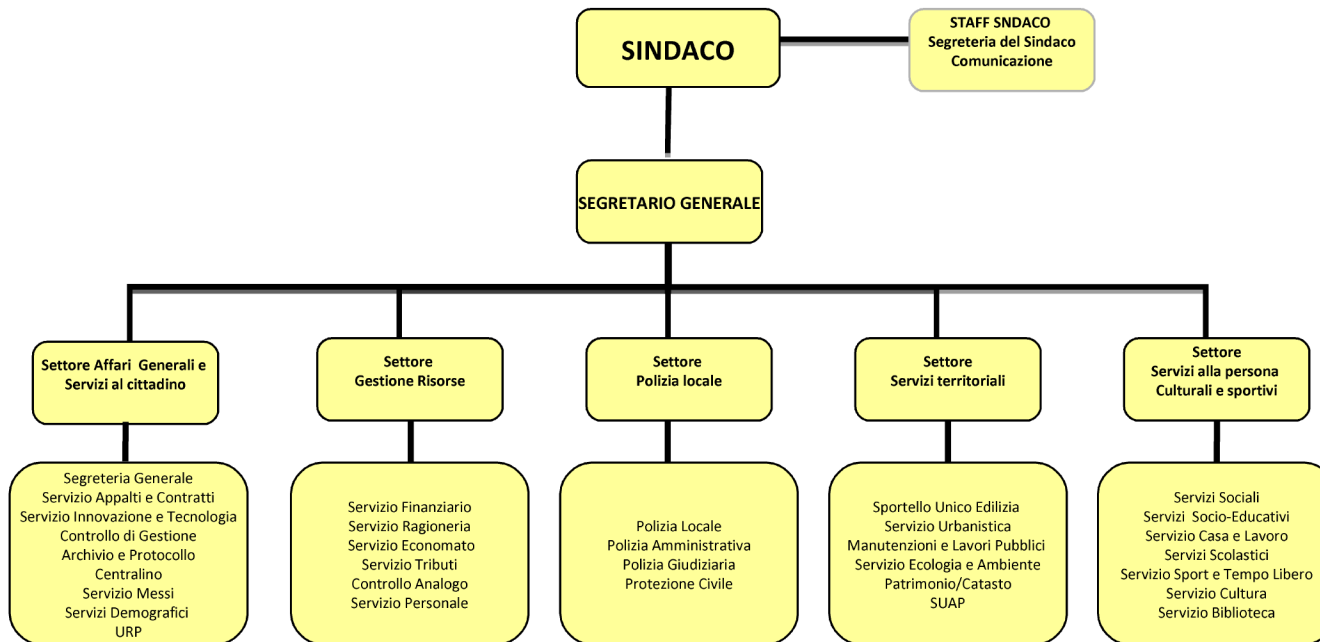 SINDACO
STAFF SNDACO
Segreteria del Sindaco
Comunicazione
SEGRETARIO GENERALE
Settore Affari Generali e
Servizi al cittadino
Settore
Gestione Risorse
Settore
Polizia locale
Settore
Servizi territoriali
Settore
Servizi alla persona
Culturali e sportivi
Segreteria Generale
Servizio Appalti e Contratti
Servizio Innovazione e Tecnologia
Controllo di Gestione
Archivio e Protocollo
Centralino
Servizio Messi
Servizi Demografici
URP
Servizio Finanziario
Servizio Ragioneria
Servizio Economato
Servizio Tributi
Controllo Analogo
Servizio Personale
Polizia Locale
Polizia Amministrativa
Polizia Giudiziaria
Protezione Civile
Sportello Unico Edilizia
Servizio Urbanistica
Manutenzioni e Lavori Pubblici
Servizio Ecologia e Ambiente
Patrimonio/Catasto
SUAP
Servizi Sociali
Servizi Socio-Educativi
Servizio Casa e Lavoro
Servizi Scolastici
Servizio Sport e Tempo Libero
Servizio Cultura
Servizio Biblioteca